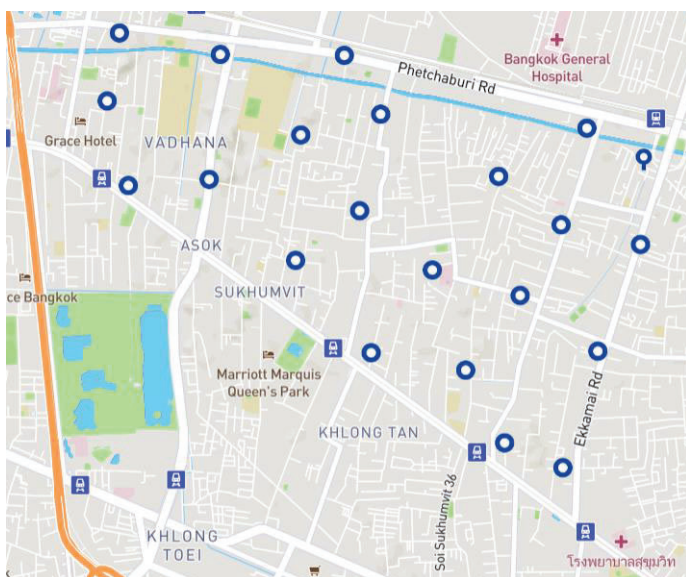 Phetchaburi Rd
Bangkok General
Hospital
Grace Hotel
VADHANA
ASOK
SUKHUMVIT
ce Bangkok
Marriott Marquis
Queen's Park
KHLONG TAN
Ekkamai Rd
Soi Sukhumvit 36
KHLONG
TOEI
โรงพยาบาลสุขุมวิท